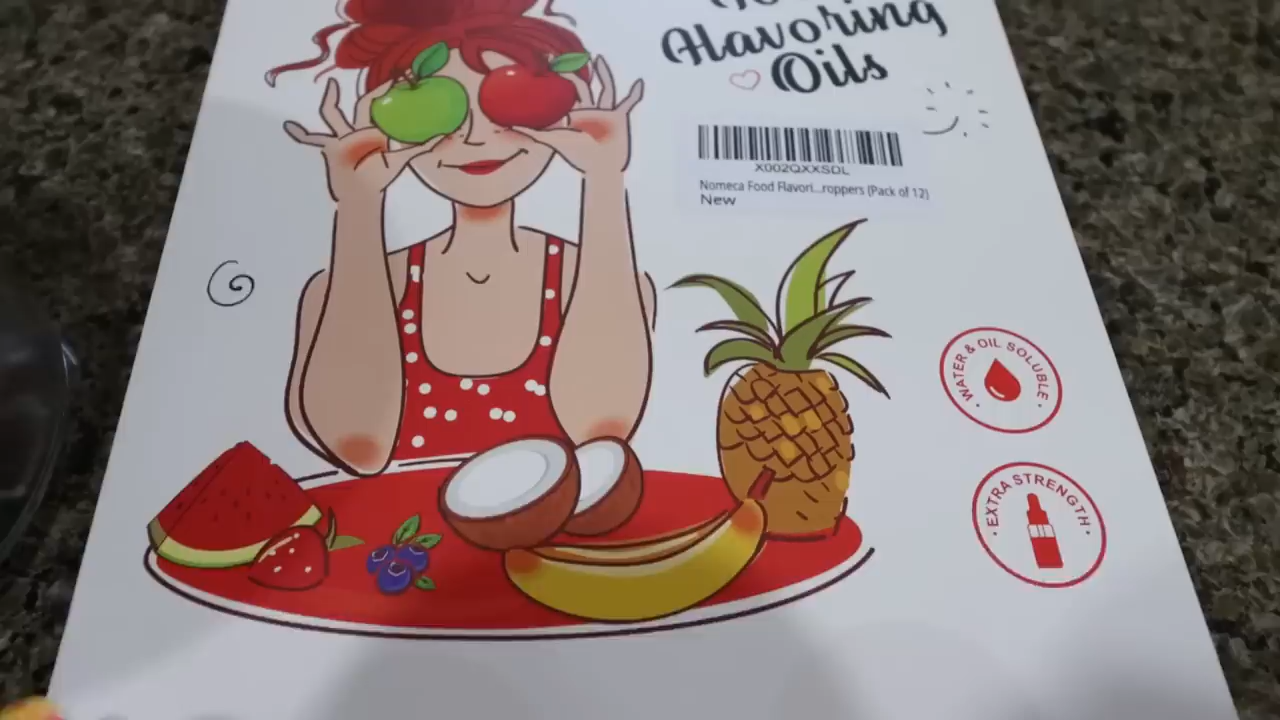 Flavoring
Oils
X002QXXSDL
Nomeca Food Flavori...roppers (Pack of 12)
New
WATER & OIL SOLUBLE
EXTRA STRENGTH